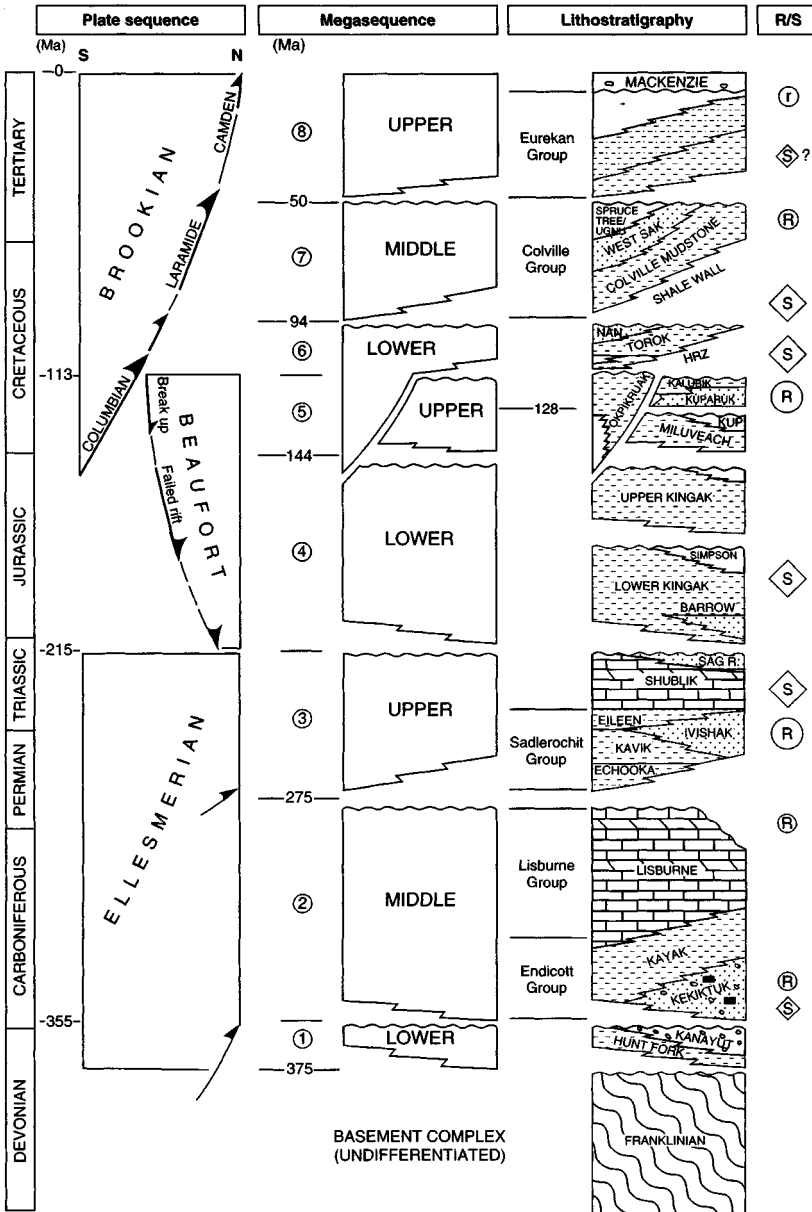 Plate sequence
Megasequence
Lithostratigraphy
R/S
(Ma)
S
N
(Ma)
TERTIARY
CRETACEOUS
JURASSIC
TRIASSIC
PERMIAN
CARBONIFEROUS
DEVONIAN
0
-113
-215
-355
BROOKIAN
COLUMBIAN
LARAMIDE
CAMDEN
BEAUFORT
Break up
Failed rift
ELLESMERIAN
8
UPPER
50
7
MIDDLE
94
6
LOWER
5
UPPER
144
4
LOWER
3
UPPER
275
2
MIDDLE
1
LOWER
375
BASEMENT COMPLEX
(UNDIFFERENTIATED)
Eurekan
Group
Colville
Group
128
Sadlerochit
Group
Lisburne
Group
Endicott
Group
MACKENZIE
SPRUCE
TREE/
UGNU
WEST SAK
COLVILLE MUDSTONE
SHALE WALL
NAN
TOROK
HRZ
OKPIKRUAK
KALUBIK
KUPARUK
KUP
MILUVEACH
UPPER KINGAK
SIMPSON
LOWER KINGAK
BARROW
SAG R.
SHUBLIK
EILEEN
IVISHAK
KAVIK
ECHOOKA
LISBURNE
KAYAK
KEKIKTUK
KANAYUT
HUNT FORK
FRANKLINIAN
r
S ?
R
S
S
R
S
S
R
R
R
S